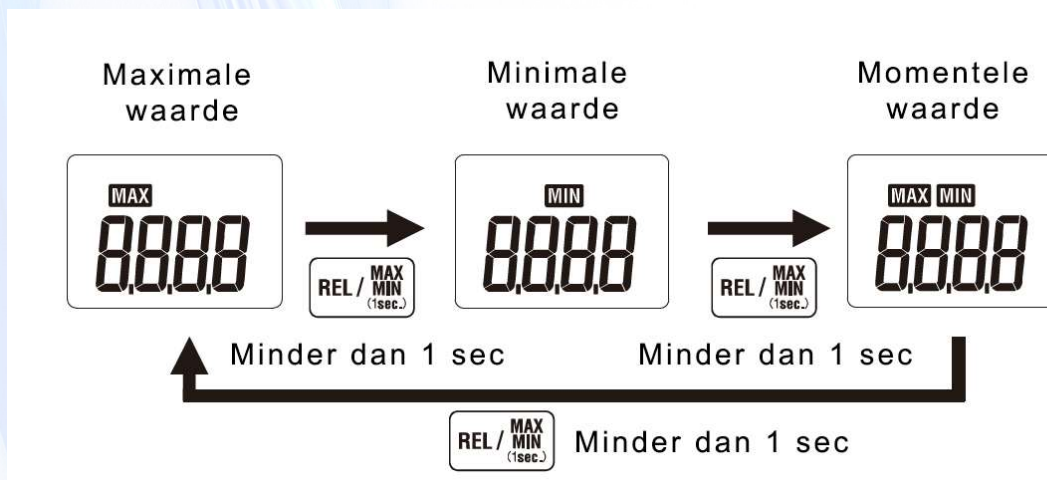 Maximale
waarde
Minimale
waarde
Momentele
waarde
MAX
8.8.8.8
MIN
8.8.8.8
MAX MIN
8.8.8.8
REL / MAX
MIN
(1sec.)
REL / MAX
MIN
(1sec.)
Minder dan 1 sec
Minder dan 1 sec
REL / MAX
MIN
(1sec.)
Minder dan 1 sec